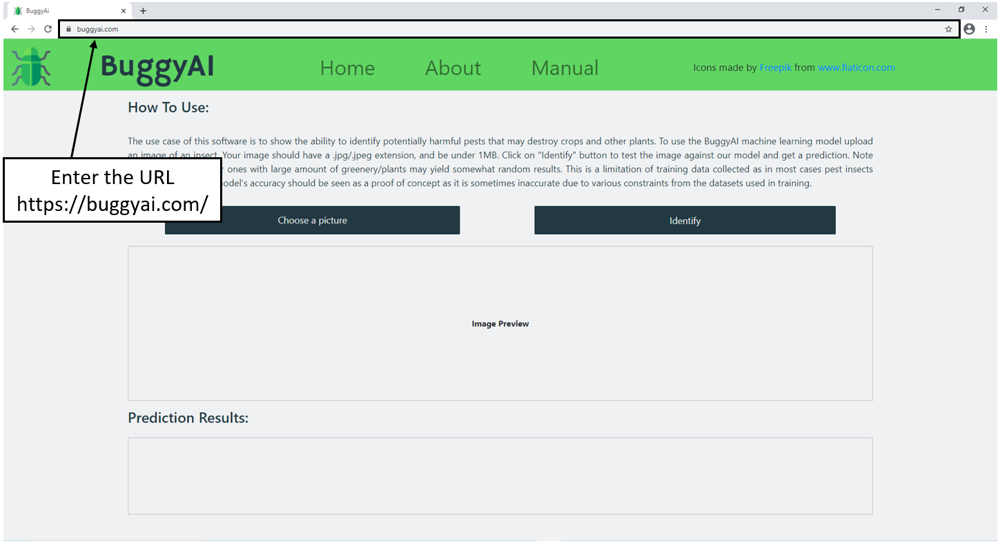 BuggyAi
buggyai.com
BuggyAI
Home
About
Manual
Icons made by Freepik from www.flaticon.com
How To Use:
The use case of this software is to show the ability to identify potentially harmful pests that may destroy crops and other plants. To use the BuggyAI machine learning model upload
an image of an insect. Your image should have a .jpg/.jpeg extension, and be under 1MB. Click on "Identify" button to test the image against our model and get a prediction. Note
ones with large amount of greenery/plants may yield somewhat random results. This is a limitation of training data collected as in most cases pest insects
accuracy should be seen as a proof of concept as it is sometimes inaccurate due to various constraints from the datasets used in training.
Enter the URL
https://buggyai.com/
Choose a picture
Identify
Image Preview
Prediction Results: